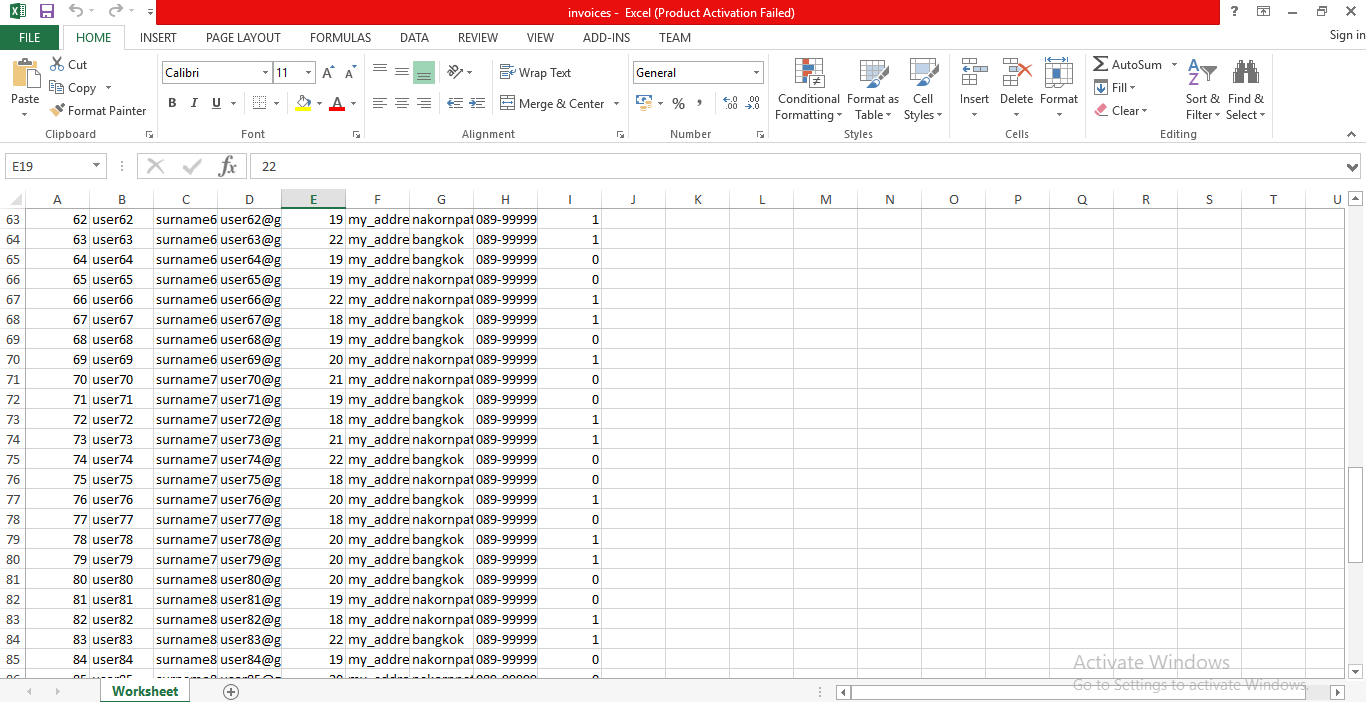 invoices - Excel (Product Activation Failed)
FILE HOME INSERT PAGE LAYOUT FORMULAS DATA REVIEW VIEW ADD-INS TEAM Sign in
Cut
Copy
Format Painter
Paste
Clipboard
Calibri 11
B I U
Font
Wrap Text
Merge & Center
Alignment
General
%
Number
Conditional Formatting
Format as Table
Cell Styles
Styles
Insert Delete Format
Cells
AutoSum
Fill
Clear
Sort & Filter
Find & Select
Editing
E19 fx 22
A B C D E F G H I J K L M N O P Q R S T U
63 62 user62 surname6 user62@g 19 my_addre nakornpat 089-99999 1
64 63 user63 surname6 user63@g 22 my_addre bangkok 089-99999 1
65 64 user64 surname6 user64@g 19 my_addre nakornpat 089-99999 0
66 65 user65 surname6 user65@g 19 my_addre nakornpat 089-99999 0
67 66 user66 surname6 user66@g 22 my_addre nakornpat 089-99999 1
68 67 user67 surname6 user67@g 18 my_addre bangkok 089-99999 1
69 68 user68 surname6 user68@g 19 my_addre bangkok 089-99999 0
70 69 user69 surname6 user69@g 20 my_addre nakornpat 089-99999 1
71 70 user70 surname7 user70@g 21 my_addre nakornpat 089-99999 0
72 71 user71 surname7 user71@g 19 my_addre bangkok 089-99999 0
73 72 user72 surname7 user72@g 18 my_addre bangkok 089-99999 1
74 73 user73 surname7 user73@g 21 my_addre nakornpat 089-99999 1
75 74 user74 surname7 user74@g 22 my_addre bangkok 089-99999 0
76 75 user75 surname7 user75@g 18 my_addre nakornpat 089-99999 0
77 76 user76 surname7 user76@g 20 my_addre bangkok 089-99999 1
78 77 user77 surname7 user77@g 18 my_addre nakornpat 089-99999 0
79 78 user78 surname7 user78@g 20 my_addre bangkok 089-99999 1
80 79 user79 surname7 user79@g 20 my_addre bangkok 089-99999 1
81 80 user80 surname8 user80@g 20 my_addre bangkok 089-99999 0
82 81 user81 surname8 user81@g 19 my_addre nakornpat 089-99999 0
83 82 user82 surname8 user82@g 18 my_addre nakornpat 089-99999 1
84 83 user83 surname8 user83@g 22 my_addre bangkok 089-99999 1
85 84 user84 surname8 user84@g 19 my_addre nakornpat 089-99999 0
Activate Windows
Go to Settings to activate Windows.
Worksheet